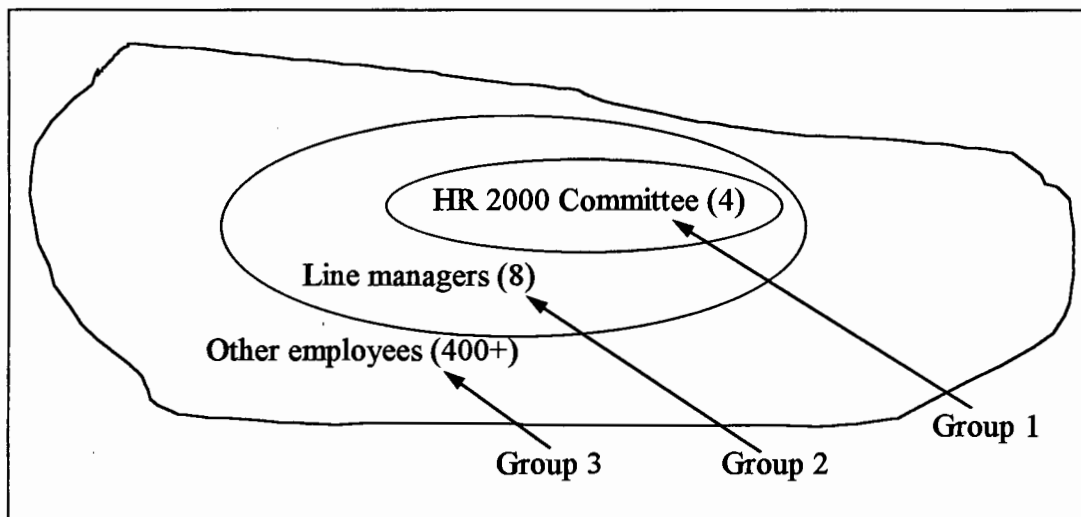 HR 2000 Committee (4)
Line managers (8)
Other employees (400+)
Group 1
Group 2
Group 3